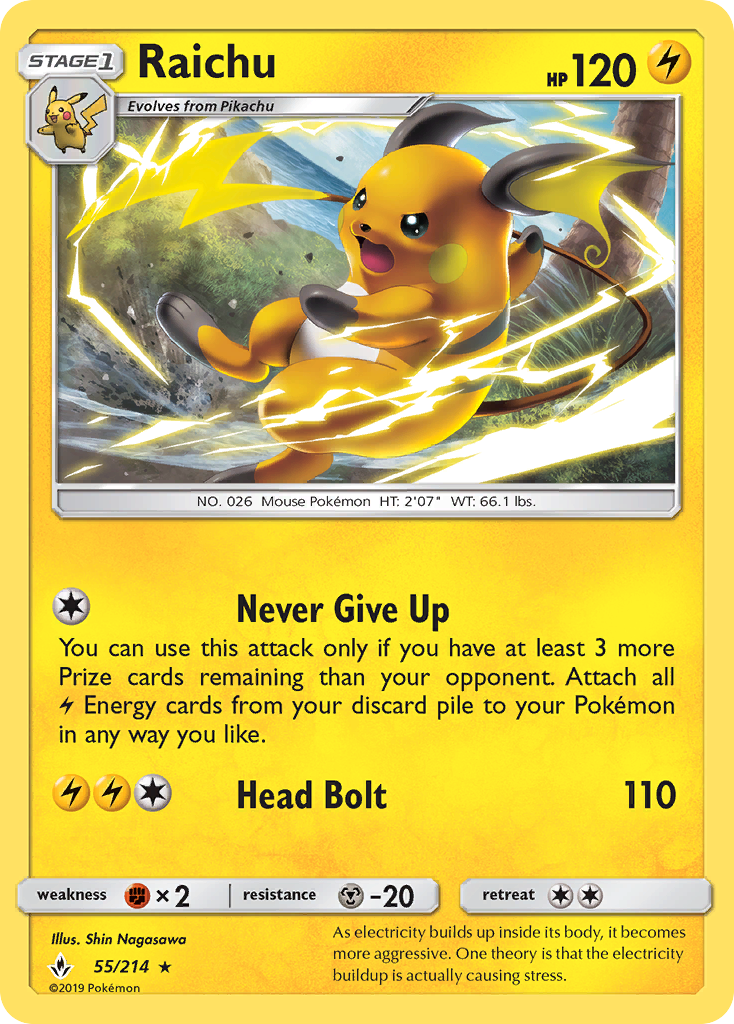 STAGE 1
Raichu
HP 120
Evolves from Pikachu
NO. 026 Mouse Pokémon HT: 2'07" WT: 66.1 lbs.
Never Give Up
You can use this attack only if you have at least 3 more
Prize cards remaining than your opponent. Attach all
Energy cards from your discard pile to your Pokémon
in any way you like.
Head Bolt 110
weakness ×2 resistance -20 retreat
Illus. Shin Nagasawa
55/214 ★
©2019 Pokémon
As electricity builds up inside its body, it becomes
more aggressive. One theory is that the electricity
buildup is actually causing stress.